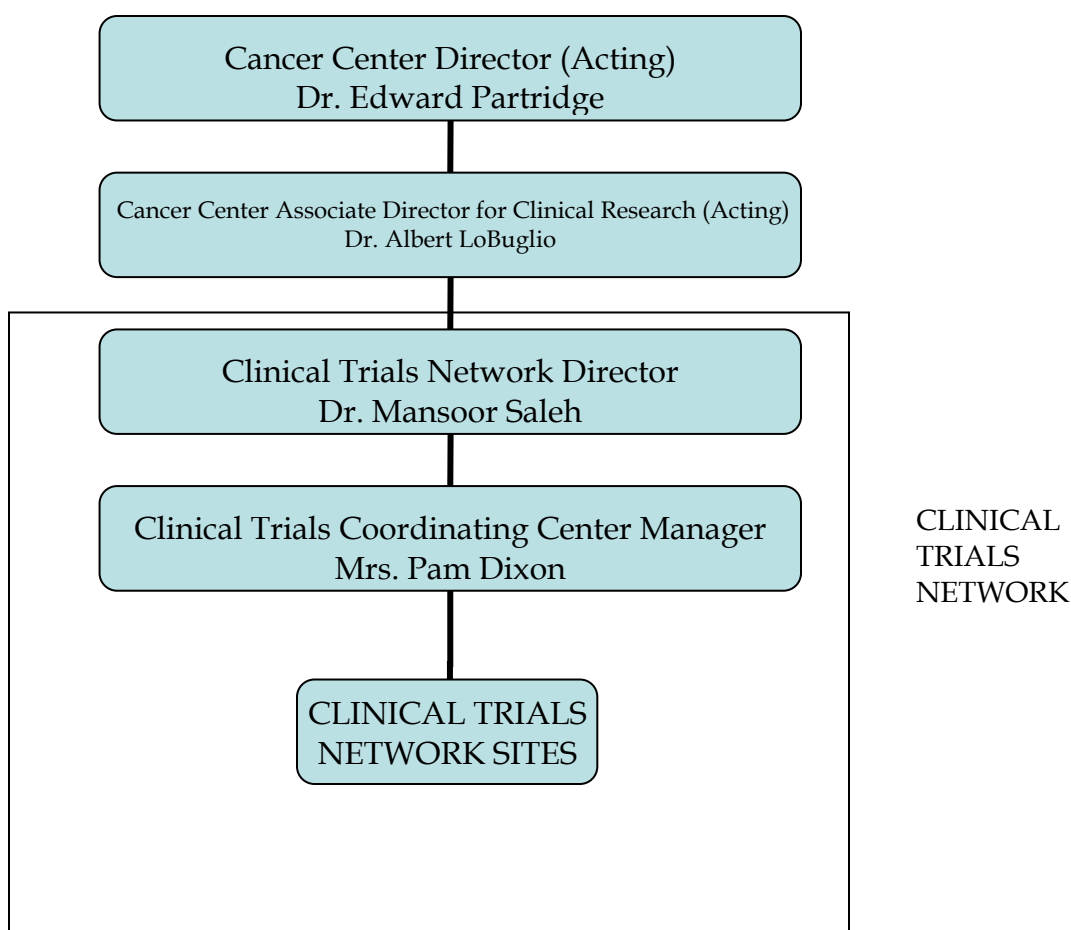 Cancer Center Director (Acting)
Dr. Edward Partridge
Cancer Center Associate Director for Clinical Research (Acting)
Dr. Albert LoBuglio
Clinical Trials Network Director
Dr. Mansoor Saleh
Clinical Trials Coordinating Center Manager
Mrs. Pam Dixon
CLINICAL TRIALS
NETWORK SITES
CLINICAL
TRIALS
NETWORK